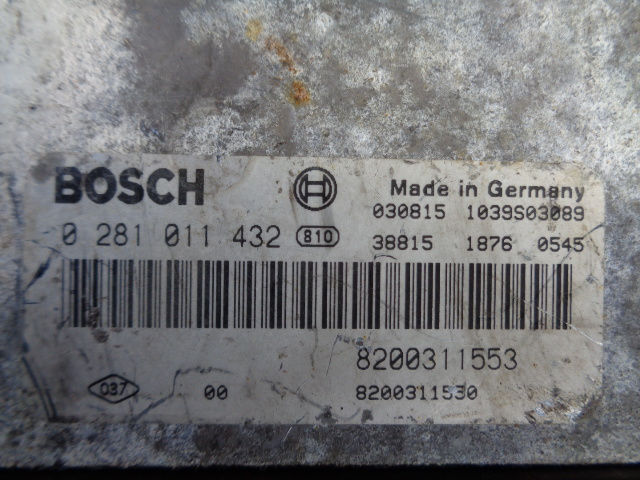 BOSCH
Made in Germany
030815 1039S03089
0 281 011 432 810
38815 1876 0545
8200311553
037 00 8200311530